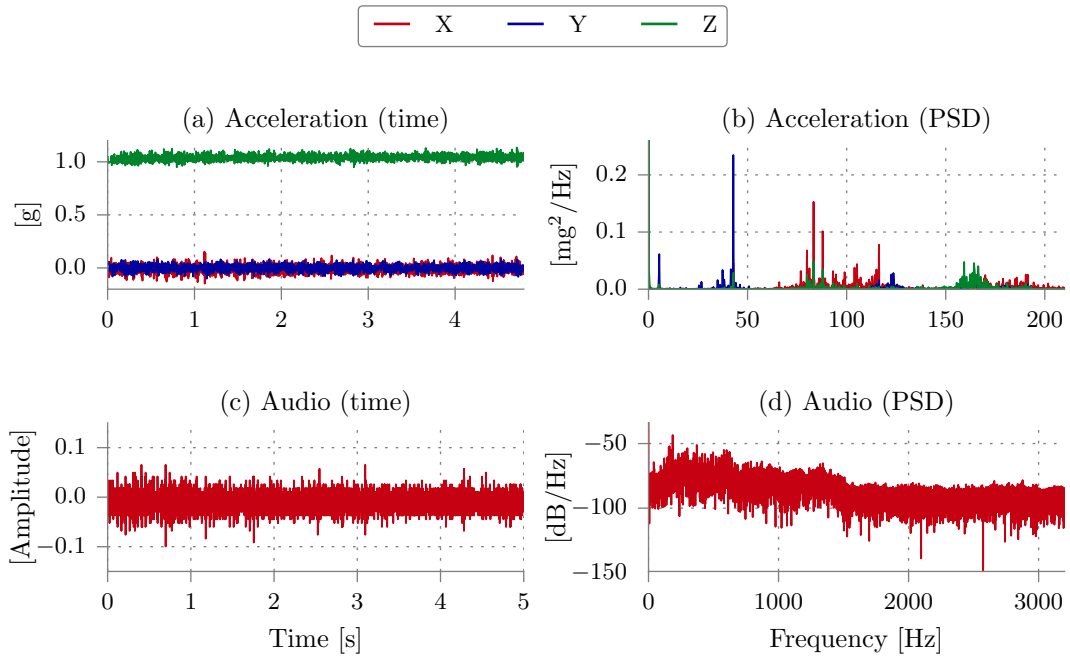 X Y Z
(a) Acceleration (time)
[g]
1.0
0.5
0.0
0 1 2 3 4
(b) Acceleration (PSD)
[mg²/Hz]
0.2
0.1
0.0
0 50 100 150 200
(c) Audio (time)
[Amplitude]
0.1
0.0
−0.1
0 1 2 3 4 5
Time [s]
(d) Audio (PSD)
[dB/Hz]
−50
−100
−150
0 1000 2000 3000
Frequency [Hz]